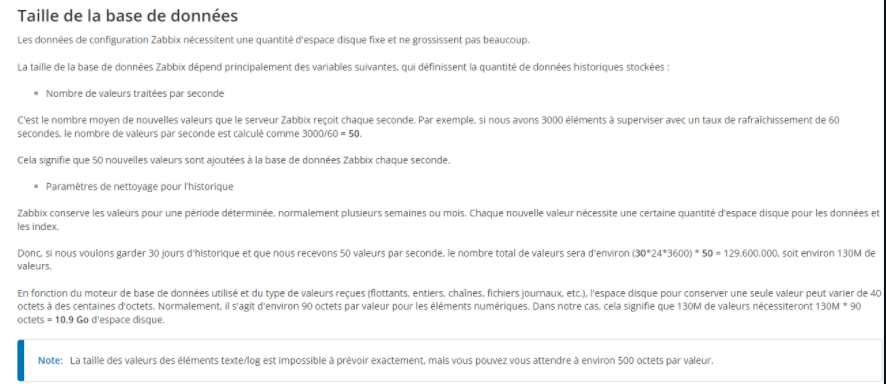 Taille de la base de données
Les données de configuration Zabbix nécessitent une quantité d'espace disque fixe et ne grossissent pas beaucoup.
La taille de la base de données Zabbix dépend principalement des variables suivantes, qui définissent la quantité de données historiques stockées :
▪ Nombre de valeurs traitées par seconde
C'est le nombre moyen de nouvelles valeurs que le serveur Zabbix reçoit chaque seconde. Par exemple, si nous avons 3000 éléments à superviser avec un taux de rafraîchissement de 60
secondes, le nombre de valeurs par seconde est calculé comme 3000/60 = 50.
Cela signifie que 50 nouvelles valeurs sont ajoutées à la base de données Zabbix chaque seconde.
▪ Paramètres de nettoyage pour l'historique
Zabbix conserve les valeurs pour une période déterminée, normalement plusieurs semaines ou mois. Chaque nouvelle valeur nécessite une certaine quantité d'espace disque pour les données et
les index.
Donc, si nous voulons garder 30 jours d'historique et que nous recevons 50 valeurs par seconde, le nombre total de valeurs sera d'environ (30*24*3600) * 50 = 129.600.000, soit environ 130M de
valeurs.
En fonction du moteur de base de données utilisé et du type de valeurs reçues (flottants, entiers, chaînes, fichiers journaux, etc.), l'espace disque pour conserver une seule valeur peut varier de 40
octets à des centaines d'octets. Normalement, il s'agit d'environ 90 octets par valeur pour les éléments numériques. Dans notre cas, cela signifie que 130M de valeurs nécessiteront 130M * 90
octets = 10.9 Go d'espace disque.
Note: La taille des valeurs des éléments texte/log est impossible à prévoir exactement, mais vous pouvez vous attendre à environ 500 octets par valeur.